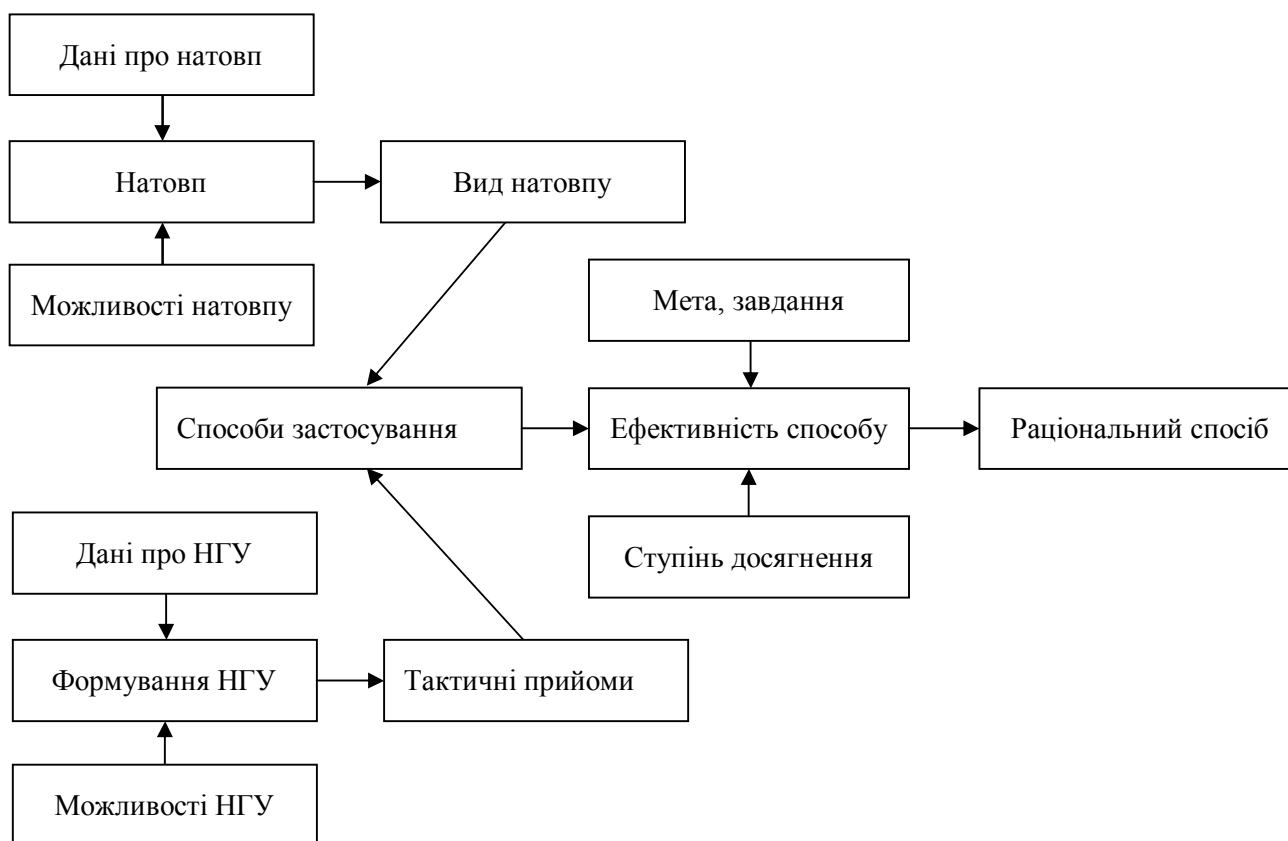 Дані про натовп
Натовп
Вид натовпу
Можливості натовпу
Мета, завдання
Способи застосування
Ефективність способу
Раціональний спосіб
Дані про НГУ
Ступінь досягнення
Формування НГУ
Тактичні прийоми
Можливості НГУ